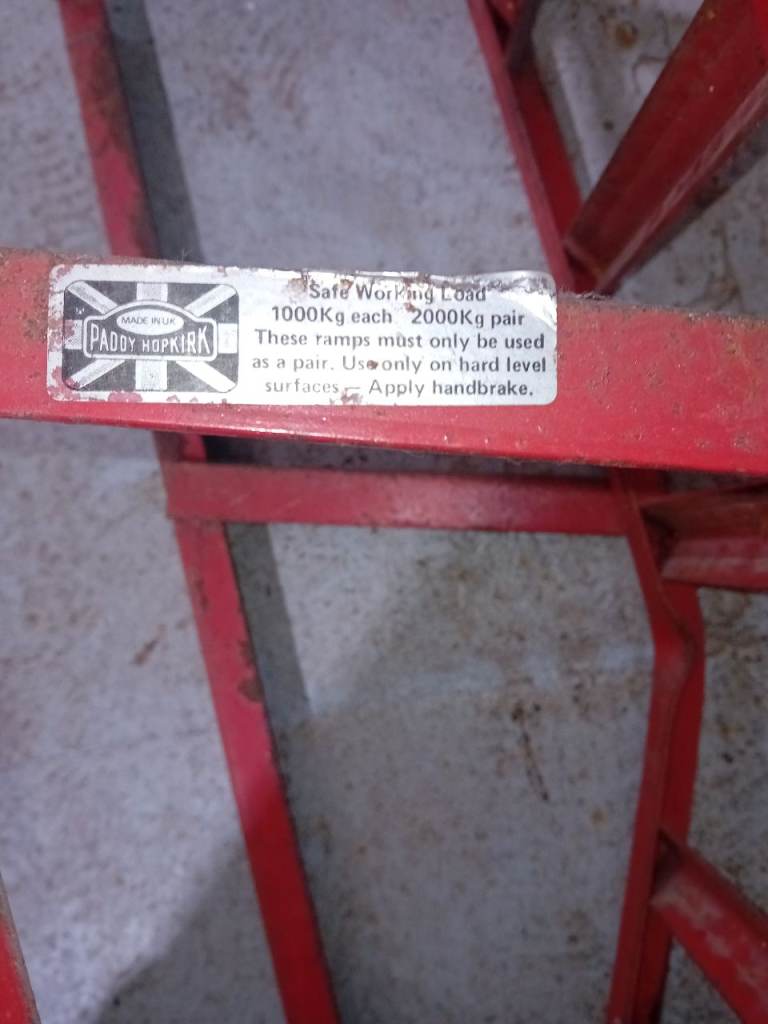 MADE IN U.K.
PADDY HOPKIRK
Safe Working Load
1000Kg each 2000Kg pair
These ramps must only be used
as a pair. Use only on hard level
surfaces – Apply handbrake.